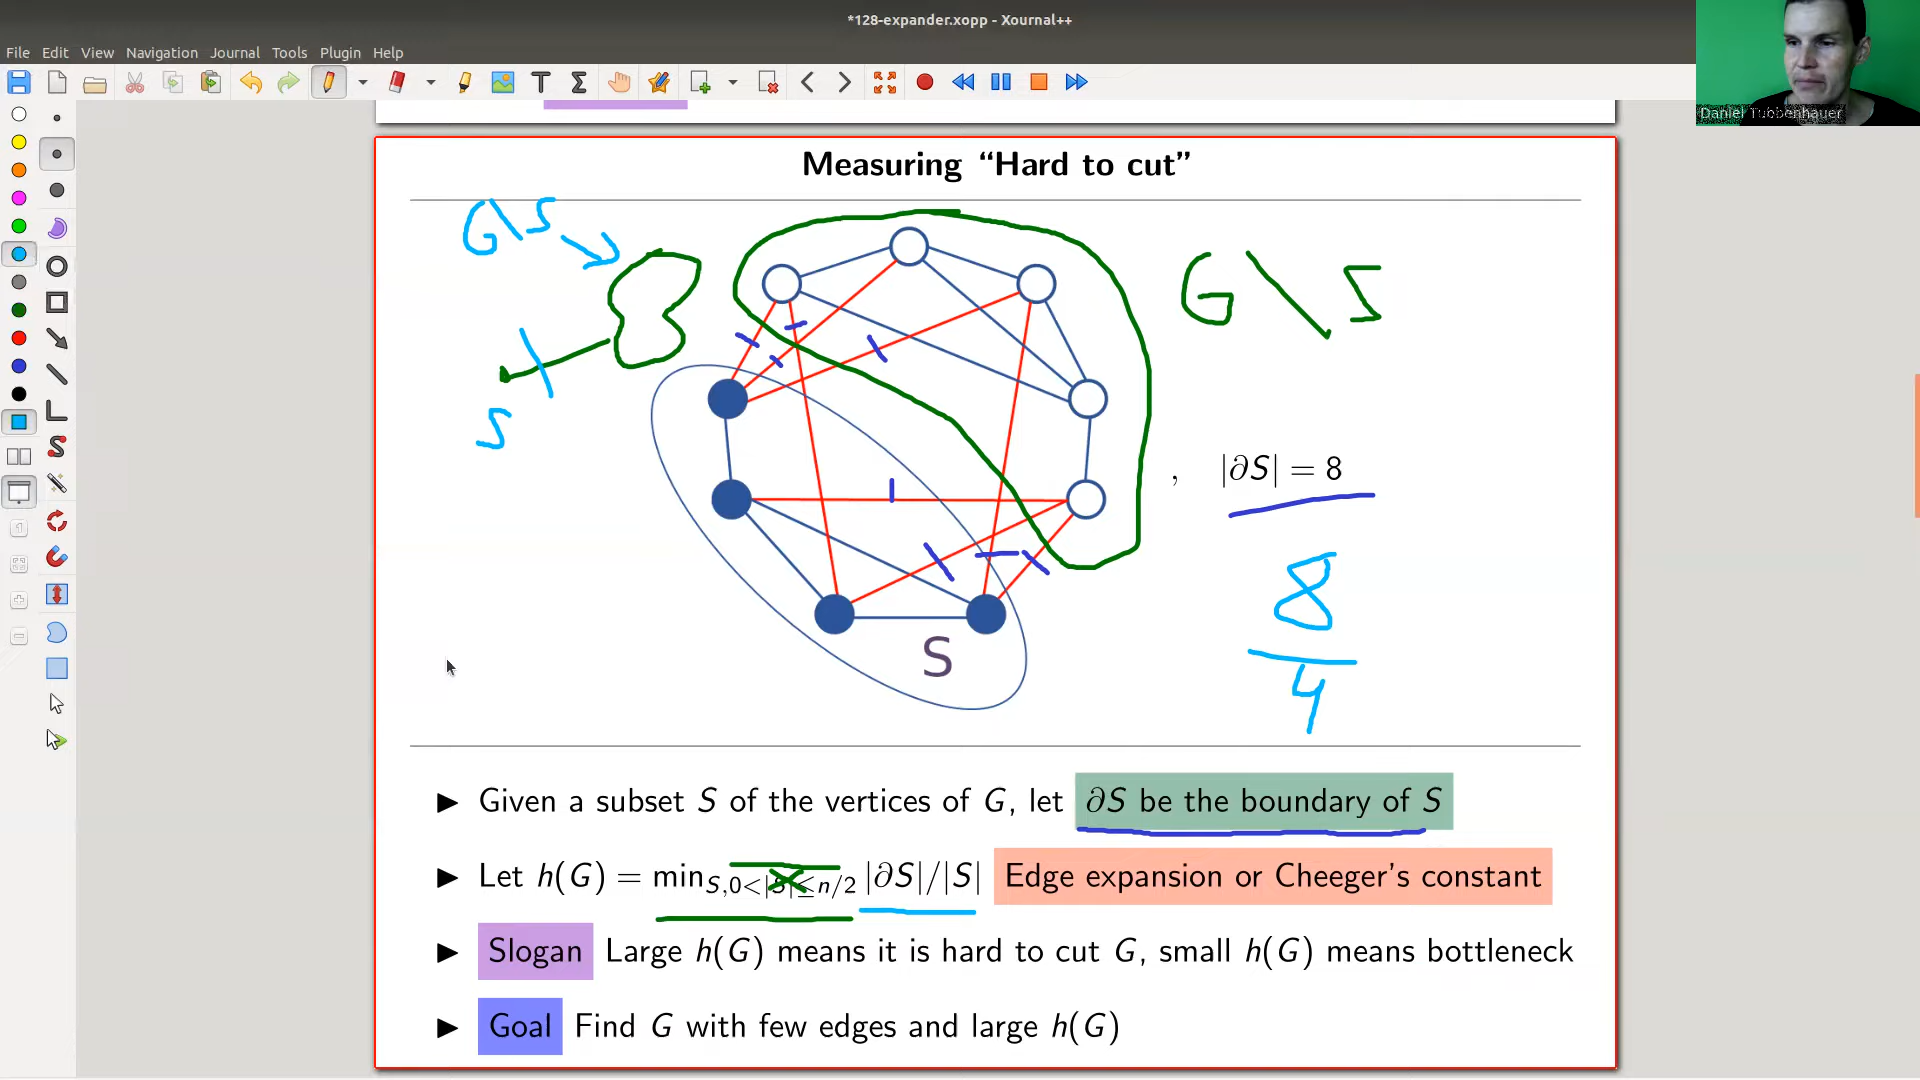 *128-expander.xopp - Xournal++
File Edit View Navigation Journal Tools Plugin Help
Daniel Tubbenhauer
Measuring “Hard to cut”
G\S
G\S
S
, |∂S| = 8
8
4
S
▶ Given a subset S of the vertices of G, let ∂S be the boundary of S
▶ Let h(G) = min_{S,0<|S|≤n/2} |∂S|/|S| Edge expansion or Cheeger's constant
▶ Slogan Large h(G) means it is hard to cut G, small h(G) means bottleneck
▶ Goal Find G with few edges and large h(G)